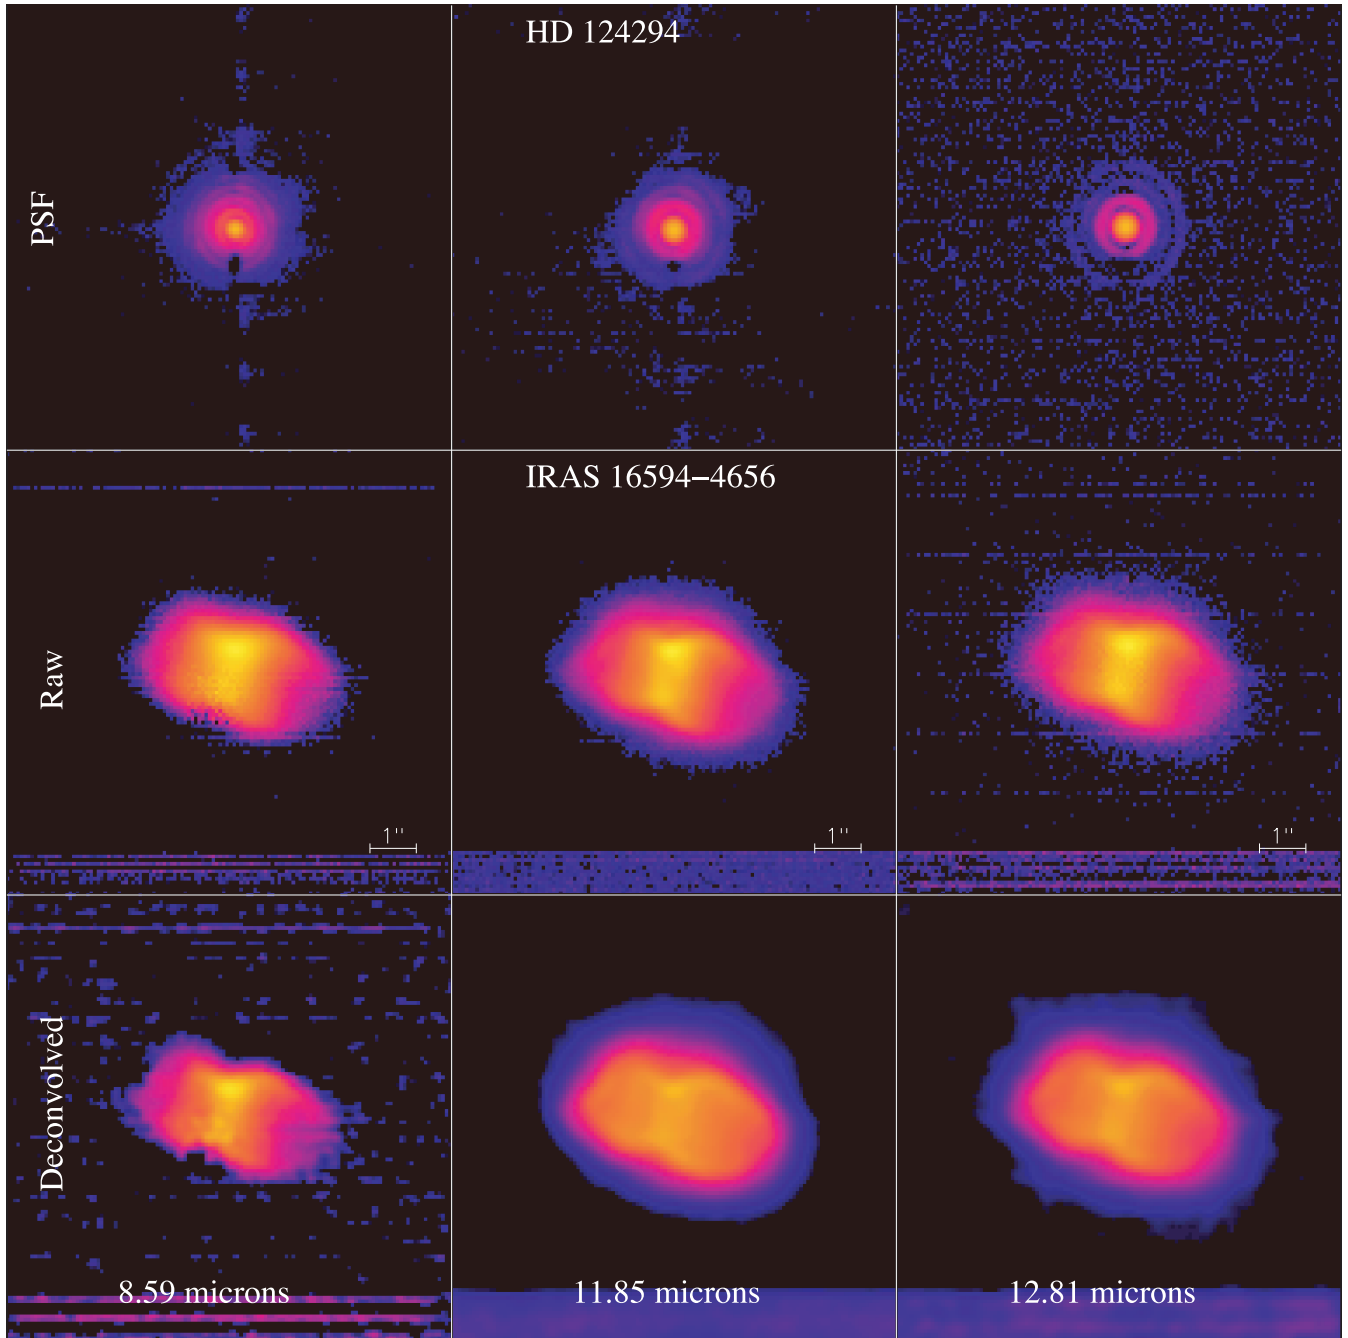 HD 124294
PSF
IRAS 16594−4656
Raw
1''
1''
1''
Deconvolved
8.59 microns
11.85 microns
12.81 microns